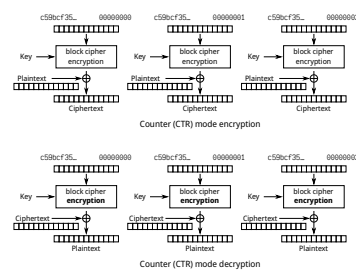 c59bcf35… 00000000 c59bcf35… 00000001 c59bcf35… 00000002
Key block cipher encryption Key block cipher encryption Key block cipher encryption
Plaintext Plaintext Plaintext
Ciphertext Ciphertext Ciphertext
Counter (CTR) mode encryption
c59bcf35… 00000000 c59bcf35… 00000001 c59bcf35… 00000002
Key block cipher encryption Key block cipher encryption Key block cipher encryption
Ciphertext Ciphertext Ciphertext
Plaintext Plaintext Plaintext
Counter (CTR) mode decryption